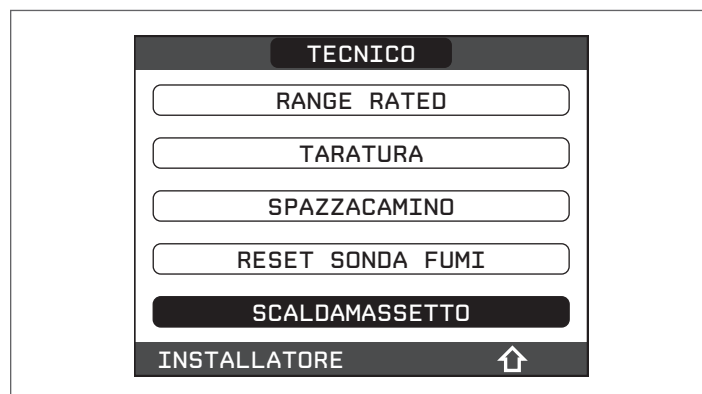 TECNICO
RANGE RATED
TARATURA
SPAZZACAMINO
RESET SONDA FUMI
SCALDAMASSETTO
INSTALLATORE